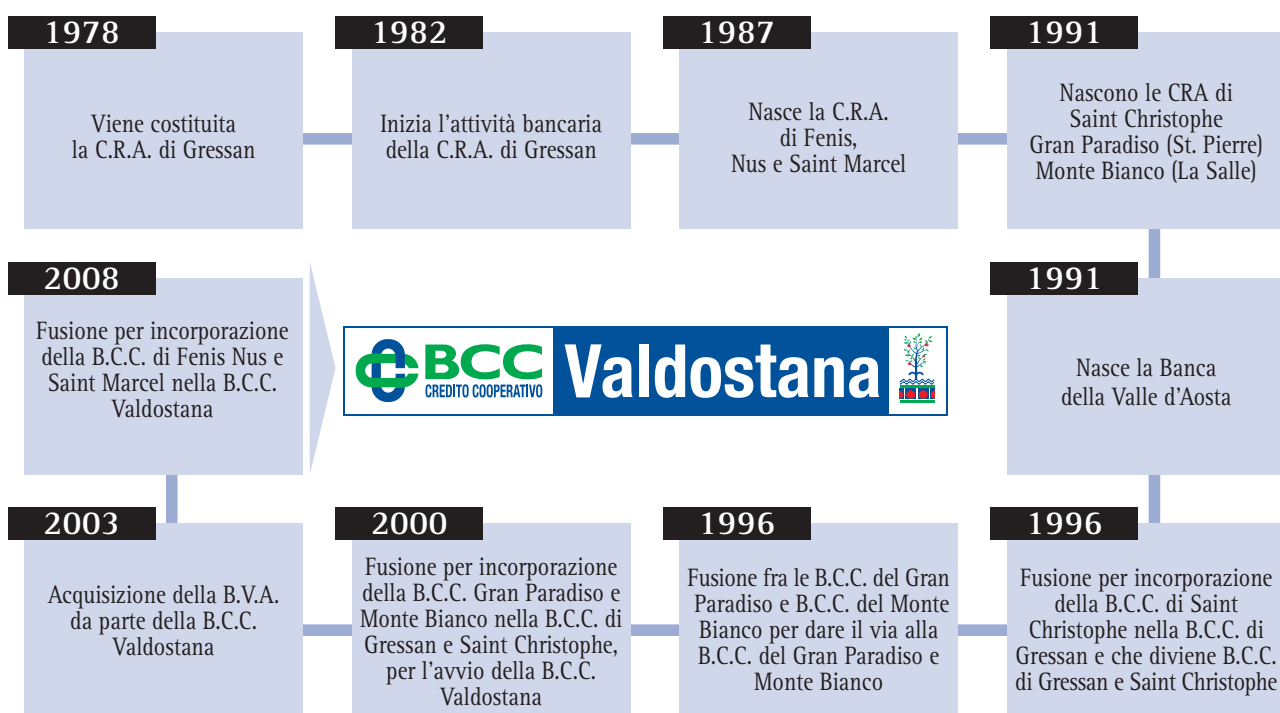 1978
Viene costituita
la C.R.A. di Gressan
1982
Inizia l'attività bancaria
della C.R.A. di Gressan
1987
Nasce la C.R.A.
di Fenis,
Nus e Saint Marcel
1991
Nascono le CRA di
Saint Christophe
Gran Paradiso (St. Pierre)
Monte Bianco (La Salle)
1991
Nasce la Banca
della Valle d'Aosta
1996
Fusione per incorporazione
della B.C.C. di Saint
Christophe nella B.C.C. di
Gressan e che diviene B.C.C.
di Gressan e Saint Christophe
1996
Fusione fra le B.C.C. del Gran
Paradiso e B.C.C. del Monte
Bianco per dare il via alla
B.C.C. del Gran Paradiso e
Monte Bianco
2000
Fusione per incorporazione
della B.C.C. Gran Paradiso e
Monte Bianco nella B.C.C. di
Gressan e Saint Christophe,
per l'avvio della B.C.C.
Valdostana
2003
Acquisizione della B.V.A.
da parte della B.C.C.
Valdostana
2008
Fusione per incorporazione
della B.C.C. di Fenis Nus e
Saint Marcel nella B.C.C.
Valdostana
BCC
CREDITO COOPERATIVO
Valdostana